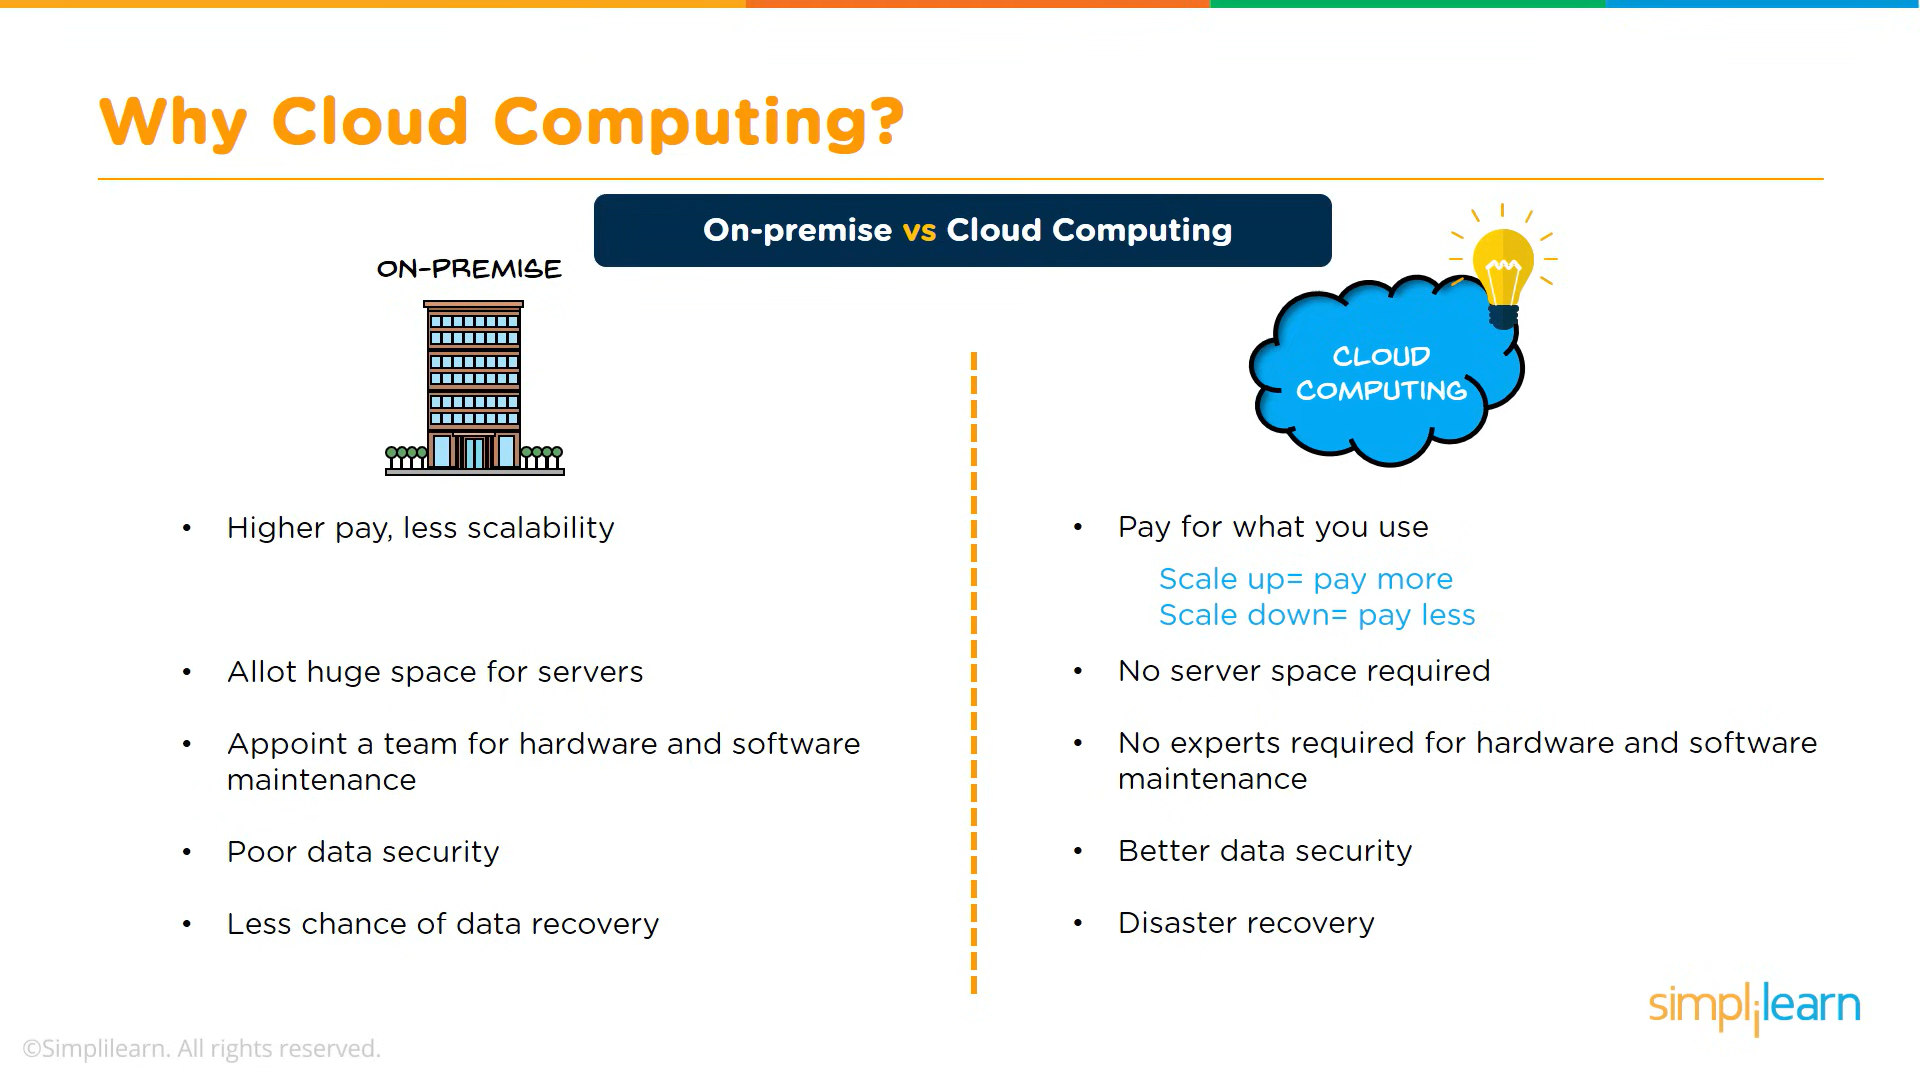 Why Cloud Computing?
On-premise vs Cloud Computing
ON-PREMISE
CLOUD
COMPUTING
• Higher pay, less scalability
• Allot huge space for servers
• Appoint a team for hardware and software
maintenance
• Poor data security
• Less chance of data recovery
• Pay for what you use
Scale up= pay more
Scale down= pay less
• No server space required
• No experts required for hardware and software
maintenance
• Better data security
• Disaster recovery
simplilearn
©Simplilearn. All rights reserved.